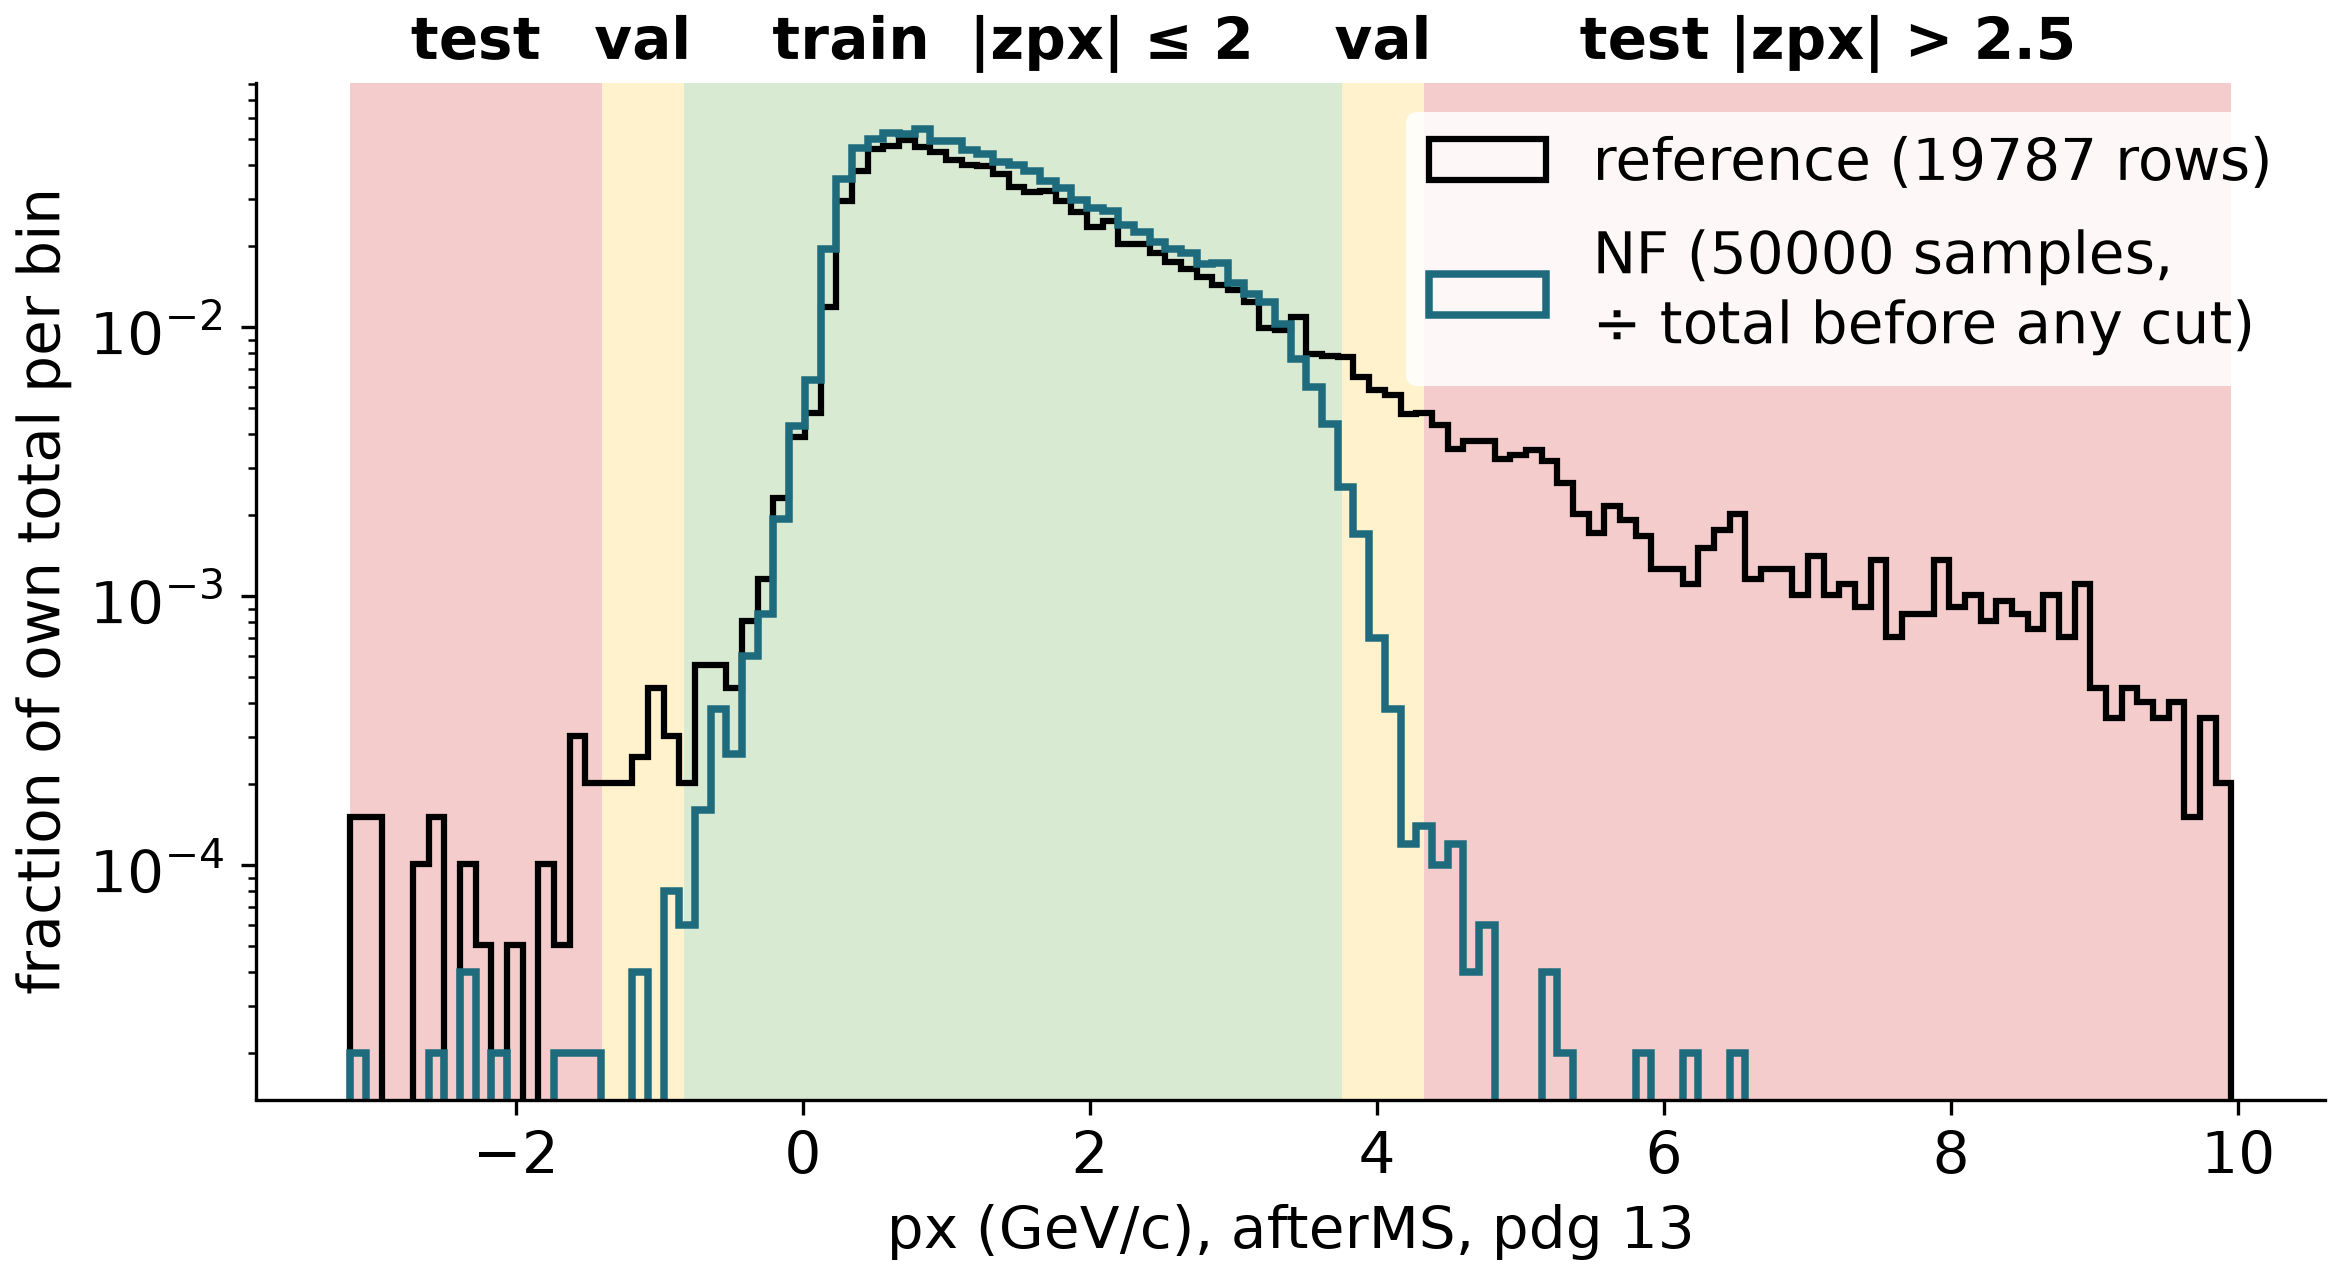 test val train |zpx| ≤ 2 val test |zpx| > 2.5
reference (19787 rows)
NF (50000 samples,
÷ total before any cut)
fraction of own total per bin
10⁻²
10⁻³
10⁻⁴
−2 0 2 4 6 8 10
px (GeV/c), afterMS, pdg 13